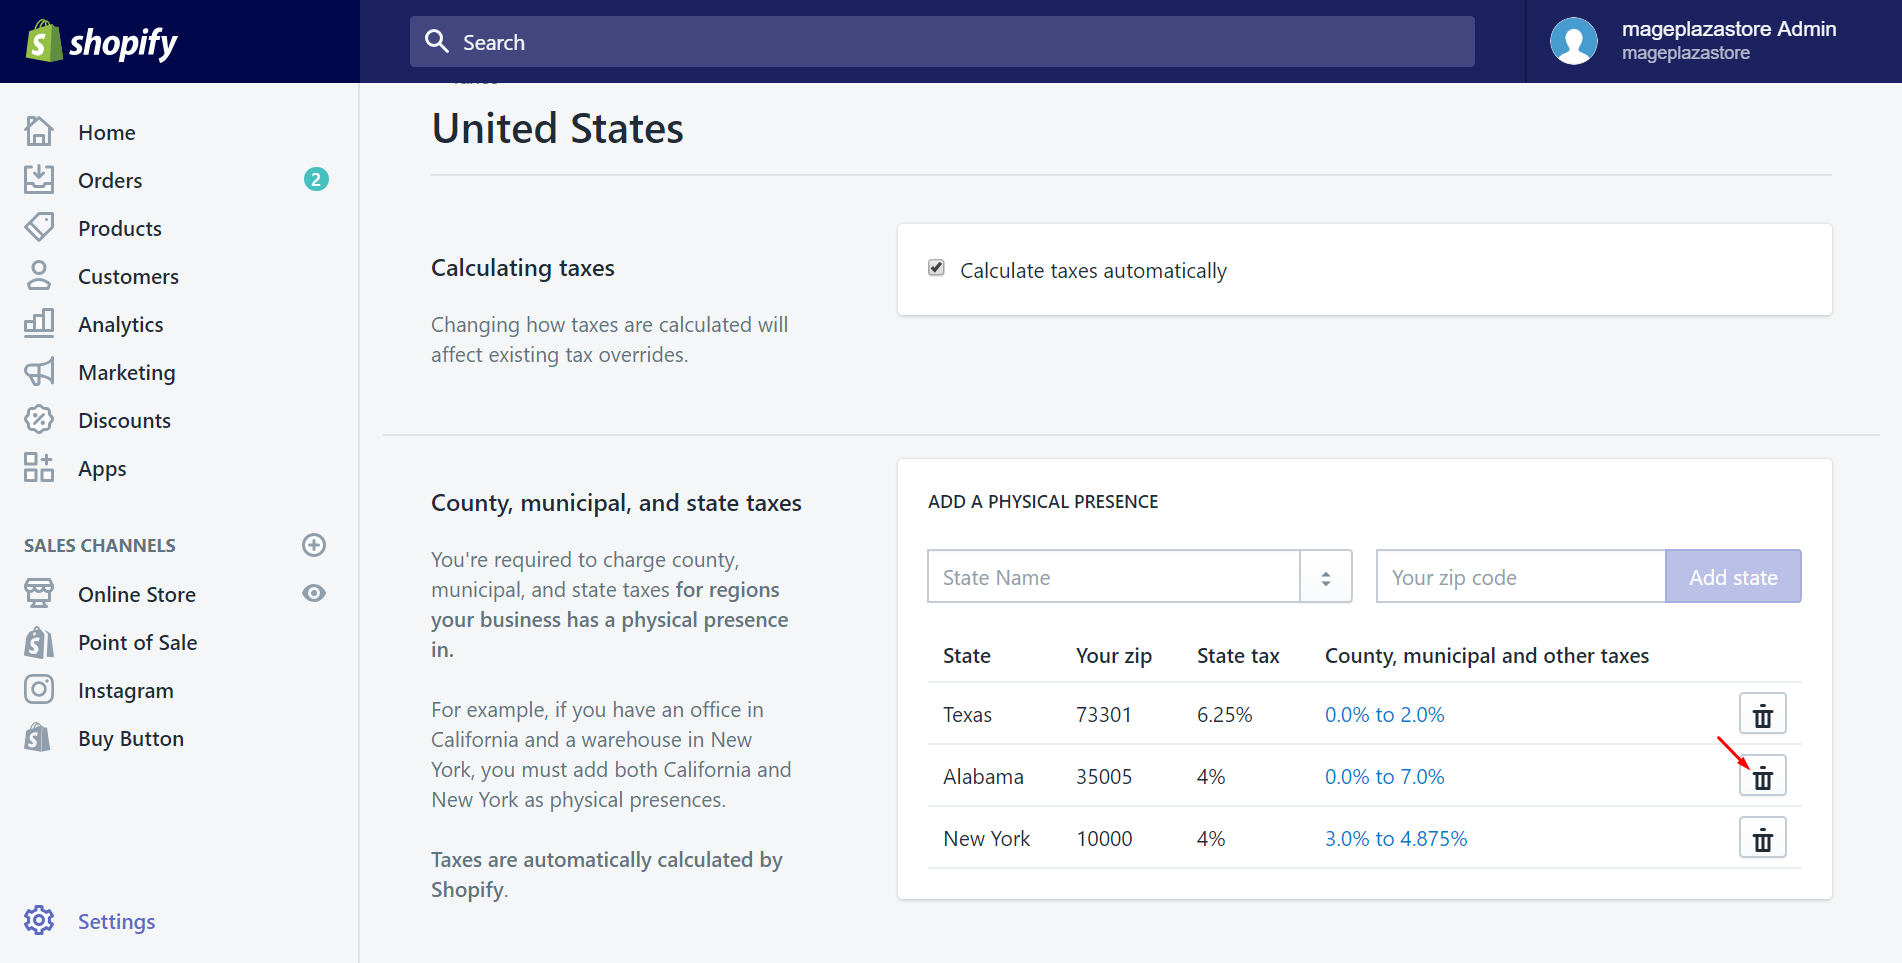 shopify
Search
mageplazastore Admin
mageplazastore
Home
Orders 2
Products
Customers
Analytics
Marketing
Discounts
Apps
SALES CHANNELS
Online Store
Point of Sale
Instagram
Buy Button
Settings
United States
Calculating taxes
Changing how taxes are calculated will
affect existing tax overrides.
Calculate taxes automatically
County, municipal, and state taxes
You're required to charge county,
municipal, and state taxes for regions
your business has a physical presence
in.
For example, if you have an office in
California and a warehouse in New
York, you must add both California and
New York as physical presences.
Taxes are automatically calculated by
Shopify.
ADD A PHYSICAL PRESENCE
State Name Your zip code Add state
State Your zip State tax County, municipal and other taxes
Texas 73301 6.25% 0.0% to 2.0%
Alabama 35005 4% 0.0% to 7.0%
New York 10000 4% 3.0% to 4.875%